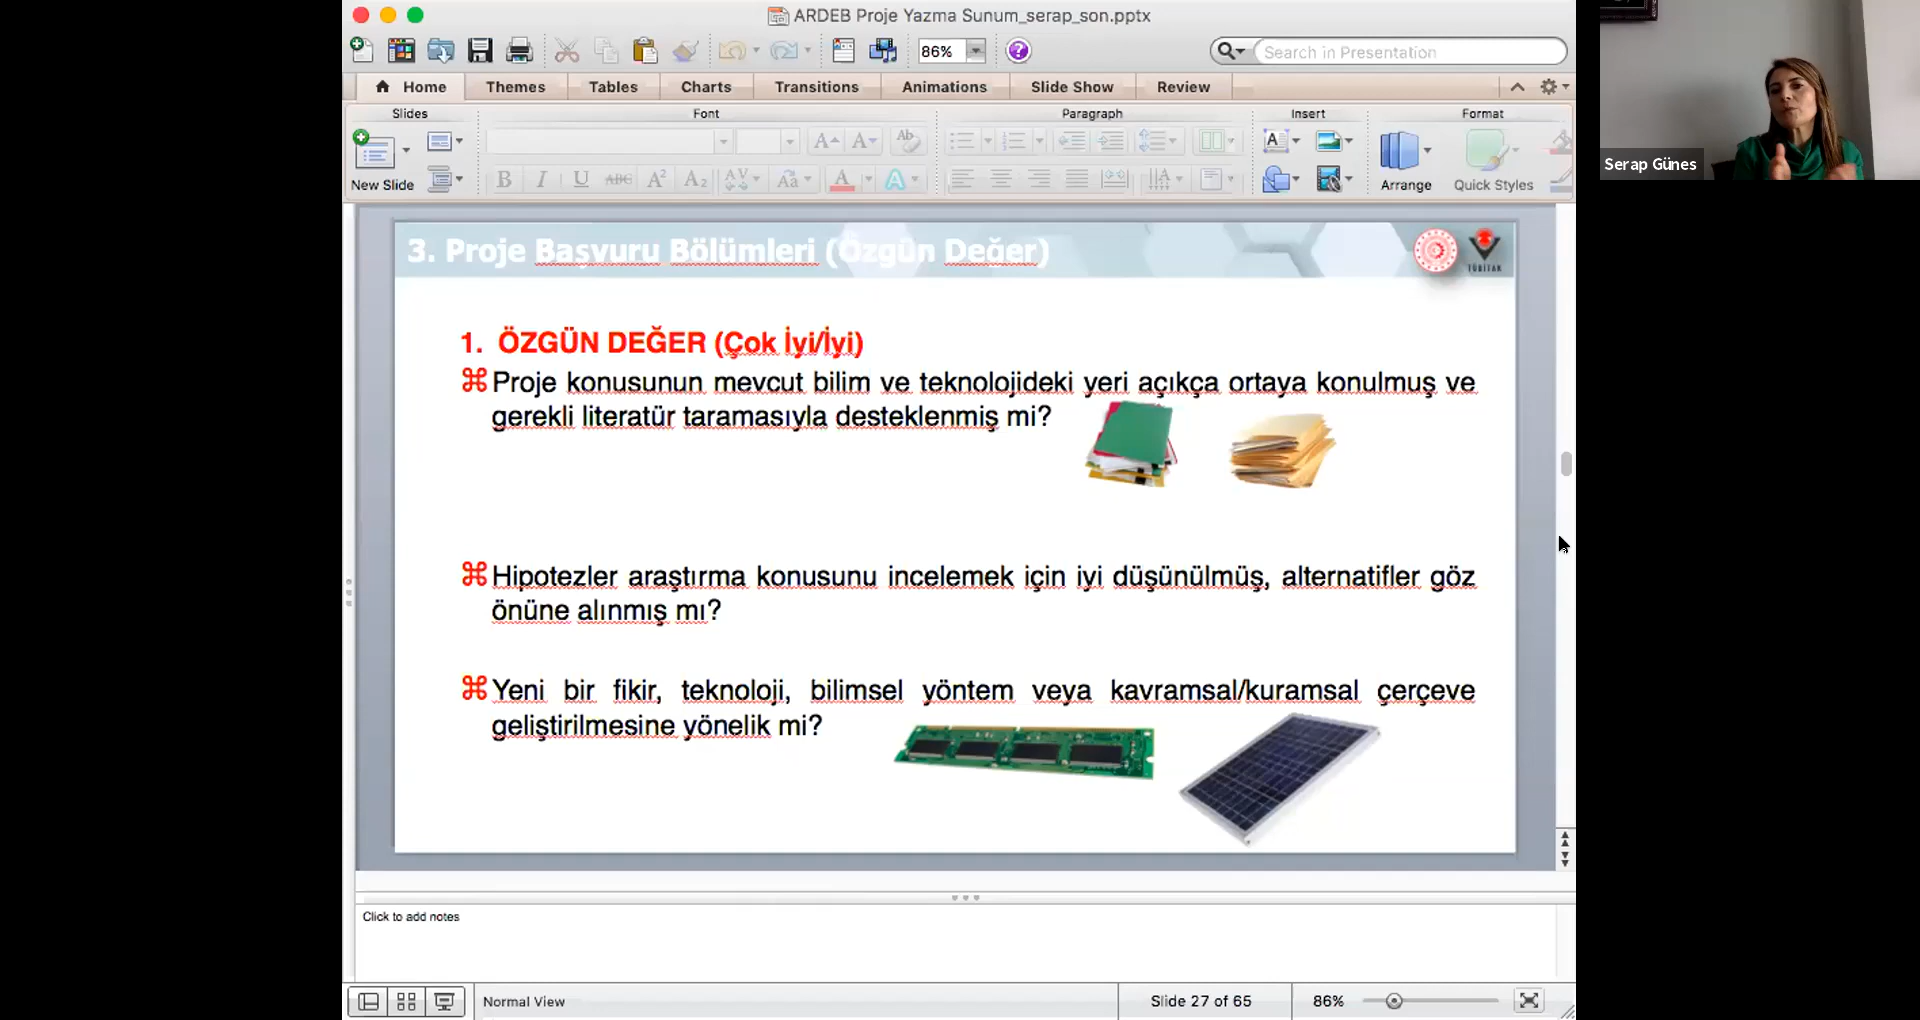 ARDEB Proje Yazma Sunum_serap_son.pptx
86%
Search in Presentation
Home Themes Tables Charts Transitions Animations Slide Show Review
Slides Font Paragraph Insert Format
New Slide Arrange Quick Styles
Serap Günes
3. Proje Başvuru Bölümleri (Özgün Değer)
TÜBİTAK
1. ÖZGÜN DEĞER (Çok İyi/İyi)
⌘Proje konusunun mevcut bilim ve teknolojideki yeri açıkça ortaya konulmuş ve
gerekli literatür taramasıyla desteklenmiş mi?
⌘Hipotezler araştırma konusunu incelemek için iyi düşünülmüş, alternatifler göz
önüne alınmış mı?
⌘Yeni bir fikir, teknoloji, bilimsel yöntem veya kavramsal/kuramsal çerçeve
geliştirilmesine yönelik mi?
Click to add notes
Normal View Slide 27 of 65 86%